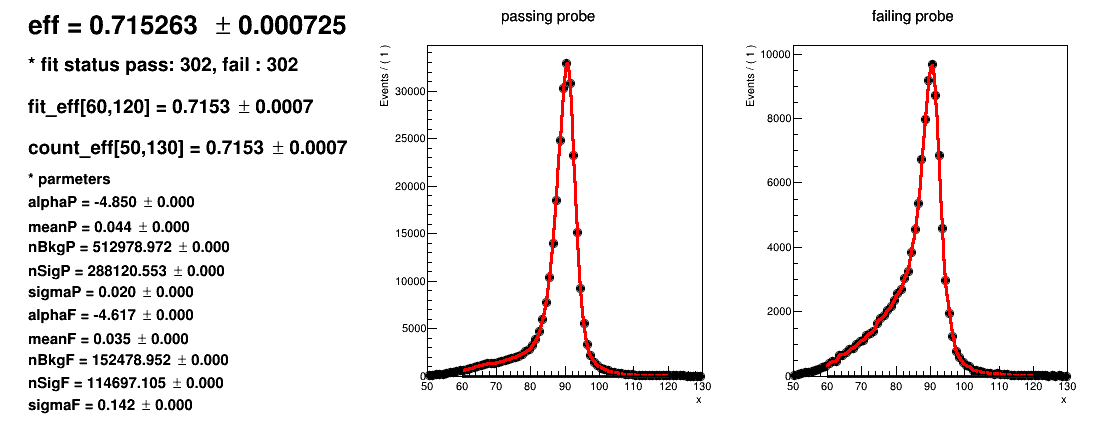 eff = 0.715263 ± 0.000725
* fit status pass: 302, fail : 302
fit_eff[60,120] = 0.7153 ± 0.0007
count_eff[50,130] = 0.7153 ± 0.0007
* parmeters
alphaP = -4.850 ± 0.000
meanP = 0.044 ± 0.000
nBkgP = 512978.972 ± 0.000
nSigP = 288120.553 ± 0.000
sigmaP = 0.020 ± 0.000
alphaF = -4.617 ± 0.000
meanF = 0.035 ± 0.000
nBkgF = 152478.952 ± 0.000
nSigF = 114697.105 ± 0.000
sigmaF = 0.142 ± 0.000
passing probe
Events / ( 1 )
30000
25000
20000
15000
10000
5000
0
50 60 70 80 90 100 110 120 130
x
failing probe
Events / ( 1 )
10000
8000
6000
4000
2000
0
50 60 70 80 90 100 110 120 130
x